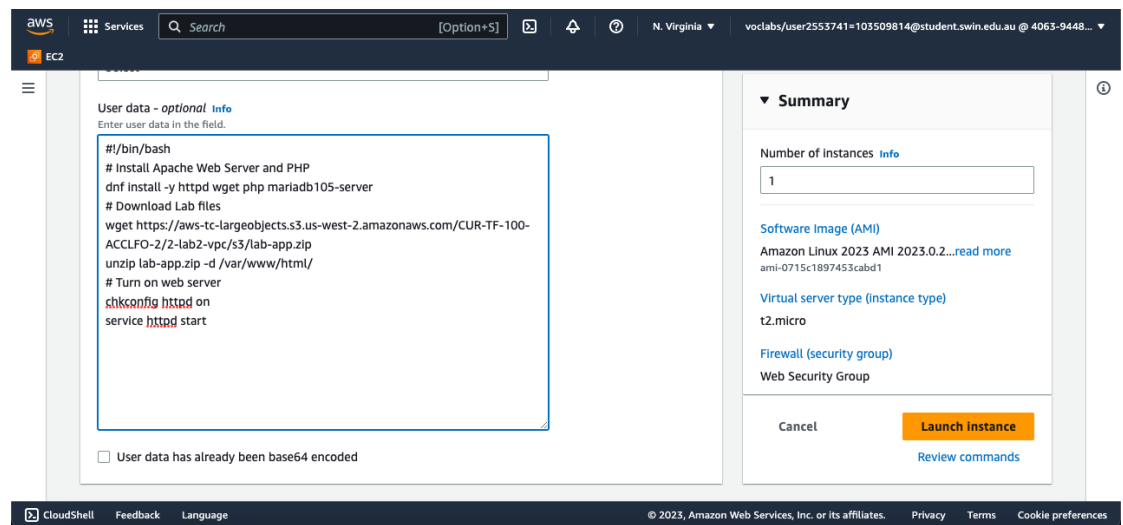 aws
Services
Search
[Option+S]
N. Virginia
voclabs/user2553741=103509814@student.swin.edu.au @ 4063-9448...
EC2
User data - optional Info
Enter user data in the field.
#!/bin/bash
# Install Apache Web Server and PHP
dnf install -y httpd wget php mariadb105-server
# Download Lab files
wget https://aws-tc-largeobjects.s3.us-west-2.amazonaws.com/CUR-TF-100-
ACCLFO-2/2-lab2-vpc/s3/lab-app.zip
unzip lab-app.zip -d /var/www/html/
# Turn on web server
chkconfig httpd on
service httpd start
User data has already been base64 encoded
Summary
Number of instances Info
1
Software Image (AMI)
Amazon Linux 2023 AMI 2023.0.2...read more
ami-0715c1897453cabd1
Virtual server type (instance type)
t2.micro
Firewall (security group)
Web Security Group
Cancel
Launch instance
Review commands
CloudShell
Feedback
Language
© 2023, Amazon Web Services, Inc. or its affiliates.
Privacy
Terms
Cookie preferences